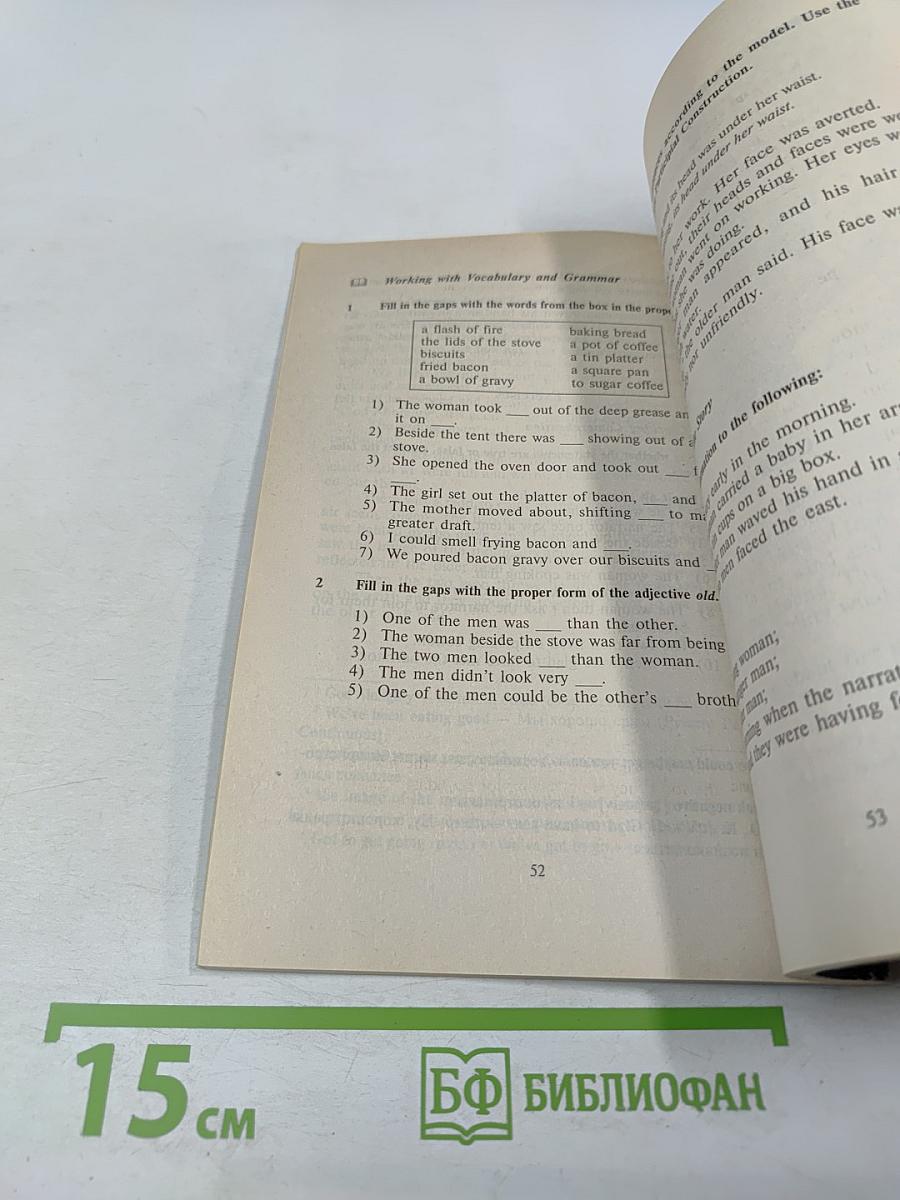 Working with Vocabulary and Grammar
1 Fill in the gaps with the words from the box in the
a flash of fire baking bread
the lids of the stove a pot of coffee
biscuits a tin platter
fried bacon a square pan
a bowl of gravy to sugar coffee
1) The woman took ___ out of the deep grease
it on ___.
2) Beside the tent there was ___ showing out of
stove.
3) She opened the oven door and took out ___
___.
4) The girl set out the platter of bacon, ___ and
5) The mother moved about, shifting ___ to
greater draft.
6) I could smell frying bacon and ___.
7) We poured bacon gravy over our biscuits and
2 Fill in the gaps with the proper form of the adjective old.
1) One of the men was ___ than the other.
2) The woman beside the stove was far from being
3) The two men looked ___ than the woman.
4) The men didn't look very ___.
5) One of the men could be the other's ___
52
according to the model. Use the
Construction.
head was under her waist.
head under her waist.
her work. Her face was averted.
out, their heads and faces were
went on working. Her eyes
she was doing.
man appeared, and his hair
water.
the older man said. His face
not unfriendly.
Story
to the following:
early in the morning.
carried a baby in her
cups on a big box.
man waved his hand in
men faced the east.
woman;
man;
man;
when the
they were having
53
15 см
БФ БИБЛИОФАН